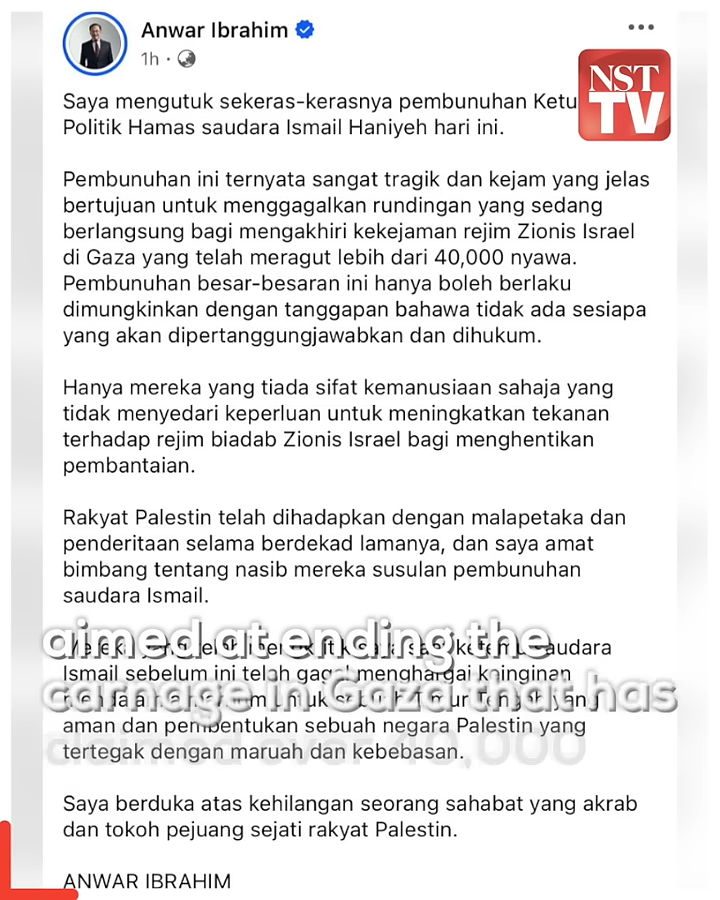 Anwar Ibrahim
1h
NST
TV
Saya mengutuk sekeras-kerasnya pembunuhan Ketu
Politik Hamas saudara Ismail Haniyeh hari ini.
Pembunuhan ini ternyata sangat tragik dan kejam yang jelas
bertujuan untuk menggagalkan rundingan yang sedang
berlangsung bagi mengakhiri kekejaman rejim Zionis Israel
di Gaza yang telah meragut lebih dari 40,000 nyawa.
Pembunuhan besar-besaran ini hanya boleh berlaku
dimungkinkan dengan tanggapan bahawa tidak ada sesiapa
yang akan dipertanggungjawabkan dan dihukum.
Hanya mereka yang tiada sifat kemanusiaan sahaja yang
tidak menyedari keperluan untuk meningkatkan tekanan
terhadap rejim biadab Zionis Israel bagi menghentikan
pembantaian.
Rakyat Palestin telah dihadapkan dengan malapetaka dan
penderitaan selama berdekad lamanya, dan saya amat
bimbang tentang nasib mereka susulan pembunuhan
saudara Ismail.
aimed at ending the
saudara
Ismail sebelum ini telah gagal menghargai keinginan
carnage in Gaza that has
yang
aman dan pembentukan sebuah negara Palestin yang
tertegak dengan maruah dan kebebasan.
claimed over 40,000
Saya berduka atas kehilangan seorang sahabat yang akrab
dan tokoh pejuang sejati rakyat Palestin.
ANWAR IBRAHIM